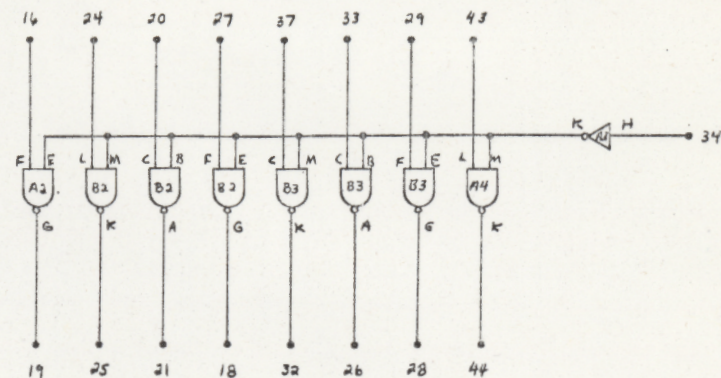 16 24 20 27 37 33 29 43
K A1 H 34
F E L M C B F E C M C B F E L M
A2 B2 B2 B2 B3 B3 B3 A4
G K A G K A G K
19 25 21 18 32 26 28 44